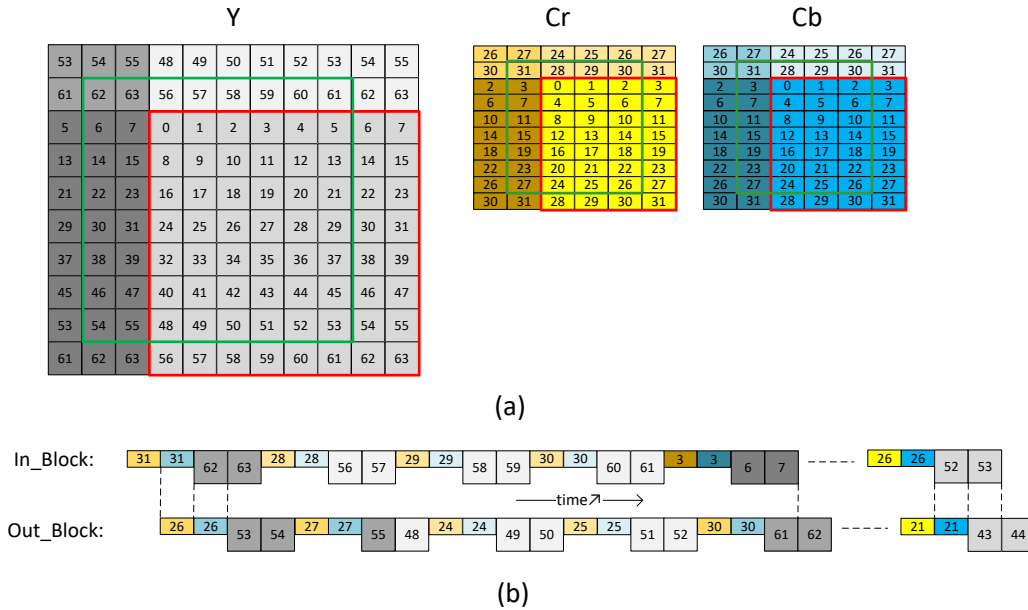 Y Cr Cb
53 54 55 48 49 50 51 52 53 54 55
61 62 63 56 57 58 59 60 61 62 63
5 6 7 0 1 2 3 4 5 6 7
13 14 15 8 9 10 11 12 13 14 15
21 22 23 16 17 18 19 20 21 22 23
29 30 31 24 25 26 27 28 29 30 31
37 38 39 32 33 34 35 36 37 38 39
45 46 47 40 41 42 43 44 45 46 47
53 54 55 48 49 50 51 52 53 54 55
61 62 63 56 57 58 59 60 61 62 63
26 27 24 25 26 27
30 31 28 29 30 31
2 3 0 1 2 3
6 7 4 5 6 7
10 11 8 9 10 11
14 15 12 13 14 15
18 19 16 17 18 19
22 23 20 21 22 23
26 27 24 25 26 27
30 31 28 29 30 31
26 27 24 25 26 27
30 31 28 29 30 31
2 3 0 1 2 3
6 7 4 5 6 7
10 11 8 9 10 11
14 15 12 13 14 15
18 19 16 17 18 19
22 23 20 21 22 23
26 27 24 25 26 27
30 31 28 29 30 31
(a)
In_Block: 31 31 62 63 28 28 56 57 29 29 58 59 30 30 60 61 3 3 6 7 26 26 52 53
time↗
Out_Block: 26 26 53 54 27 27 55 48 24 24 49 50 25 25 51 52 30 30 61 62 21 21 43 44
(b)